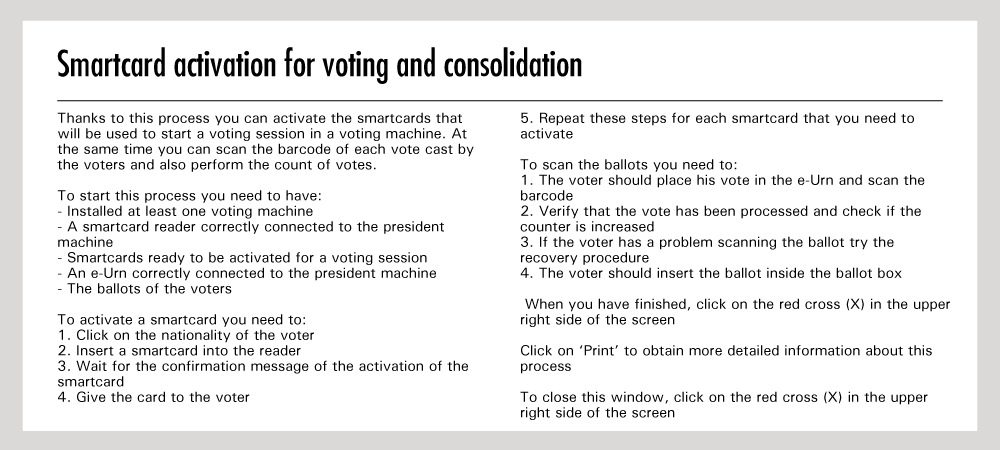 Smartcard activation for voting and consolidation
Thanks to this process you can activate the smartcards that
will be used to start a voting session in a voting machine. At
the same time you can scan the barcode of each vote cast by
the voters and also perform the count of votes.
To start this process you need to have:
- Installed at least one voting machine
- A smartcard reader correctly connected to the president
machine
- Smartcards ready to be activated for a voting session
- An e-Urn correctly connected to the president machine
- The ballots of the voters
To activate a smartcard you need to:
1. Click on the nationality of the voter
2. Insert a smartcard into the reader
3. Wait for the confirmation message of the activation of the
smartcard
4. Give the card to the voter
5. Repeat these steps for each smartcard that you need to
activate
To scan the ballots you need to:
1. The voter should place his vote in the e-Urn and scan the
barcode
2. Verify that the vote has been processed and check if the
counter is increased
3. If the voter has a problem scanning the ballot try the
recovery procedure
4. The voter should insert the ballot inside the ballot box
When you have finished, click on the red cross (X) in the upper
right side of the screen
Click on ‘Print’ to obtain more detailed information about this
process
To close this window, click on the red cross (X) in the upper
right side of the screen